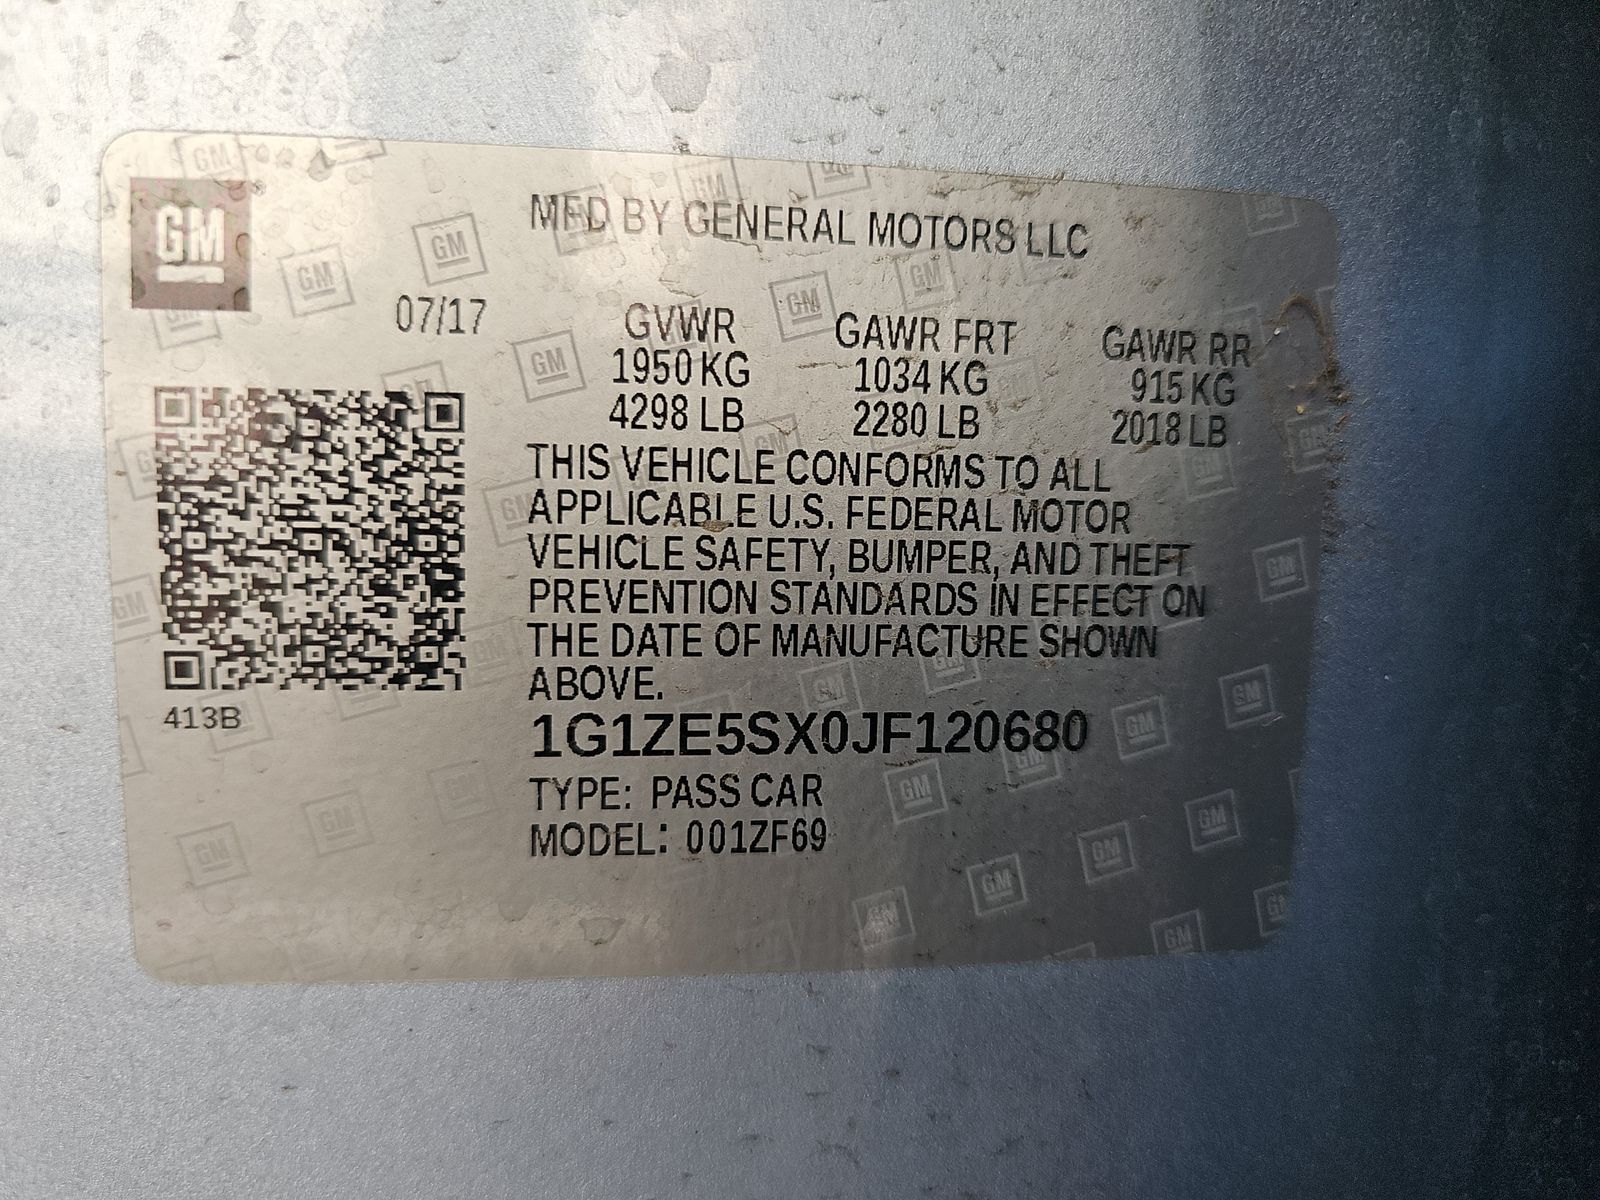 GM
MFD BY GENERAL MOTORS LLC
07/17
GVWR GAWR FRT GAWR RR
1950 KG 1034 KG 915 KG
4298 LB 2280 LB 2018 LB
THIS VEHICLE CONFORMS TO ALL
APPLICABLE U.S. FEDERAL MOTOR
VEHICLE SAFETY, BUMPER, AND THEFT
PREVENTION STANDARDS IN EFFECT ON
THE DATE OF MANUFACTURE SHOWN
ABOVE.
413B
1G1ZE5SX0JF120680
TYPE: PASS CAR
MODEL: 001ZF69